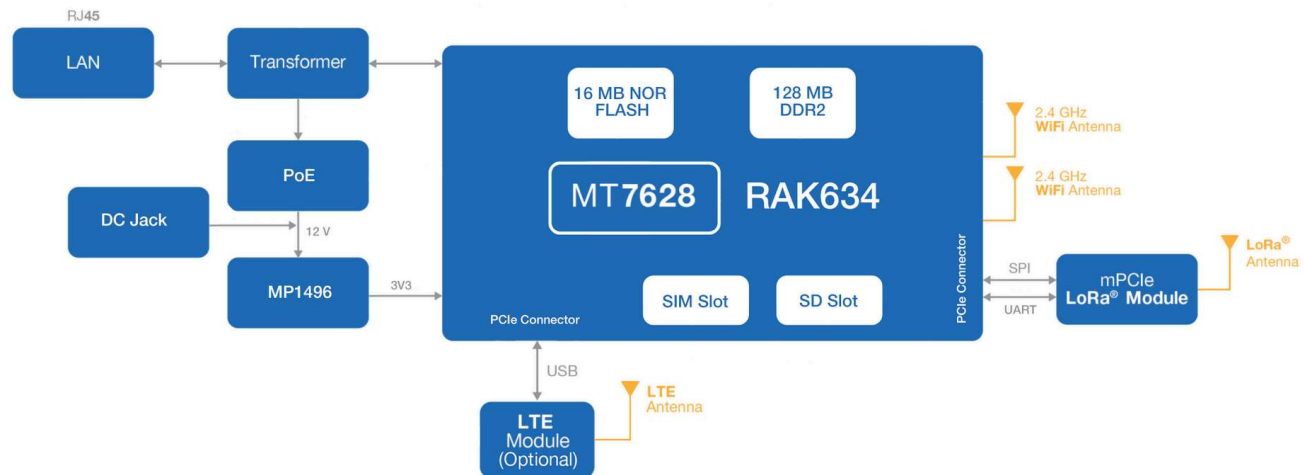 RJ45
LAN
Transformer
16 MB NOR
FLASH
128 MB
DDR2
2.4 GHz
WiFi Antenna
PoE
MT7628
RAK634
2.4 GHz
WiFi Antenna
DC Jack
12 V
MP1496
3V3
SIM Slot
SD Slot
PCIe Connector
PCIe Connector
SPI
UART
mPCIe
LoRa® Module
LoRa®
Antenna
USB
LTE
Module
(Optional)
LTE
Antenna